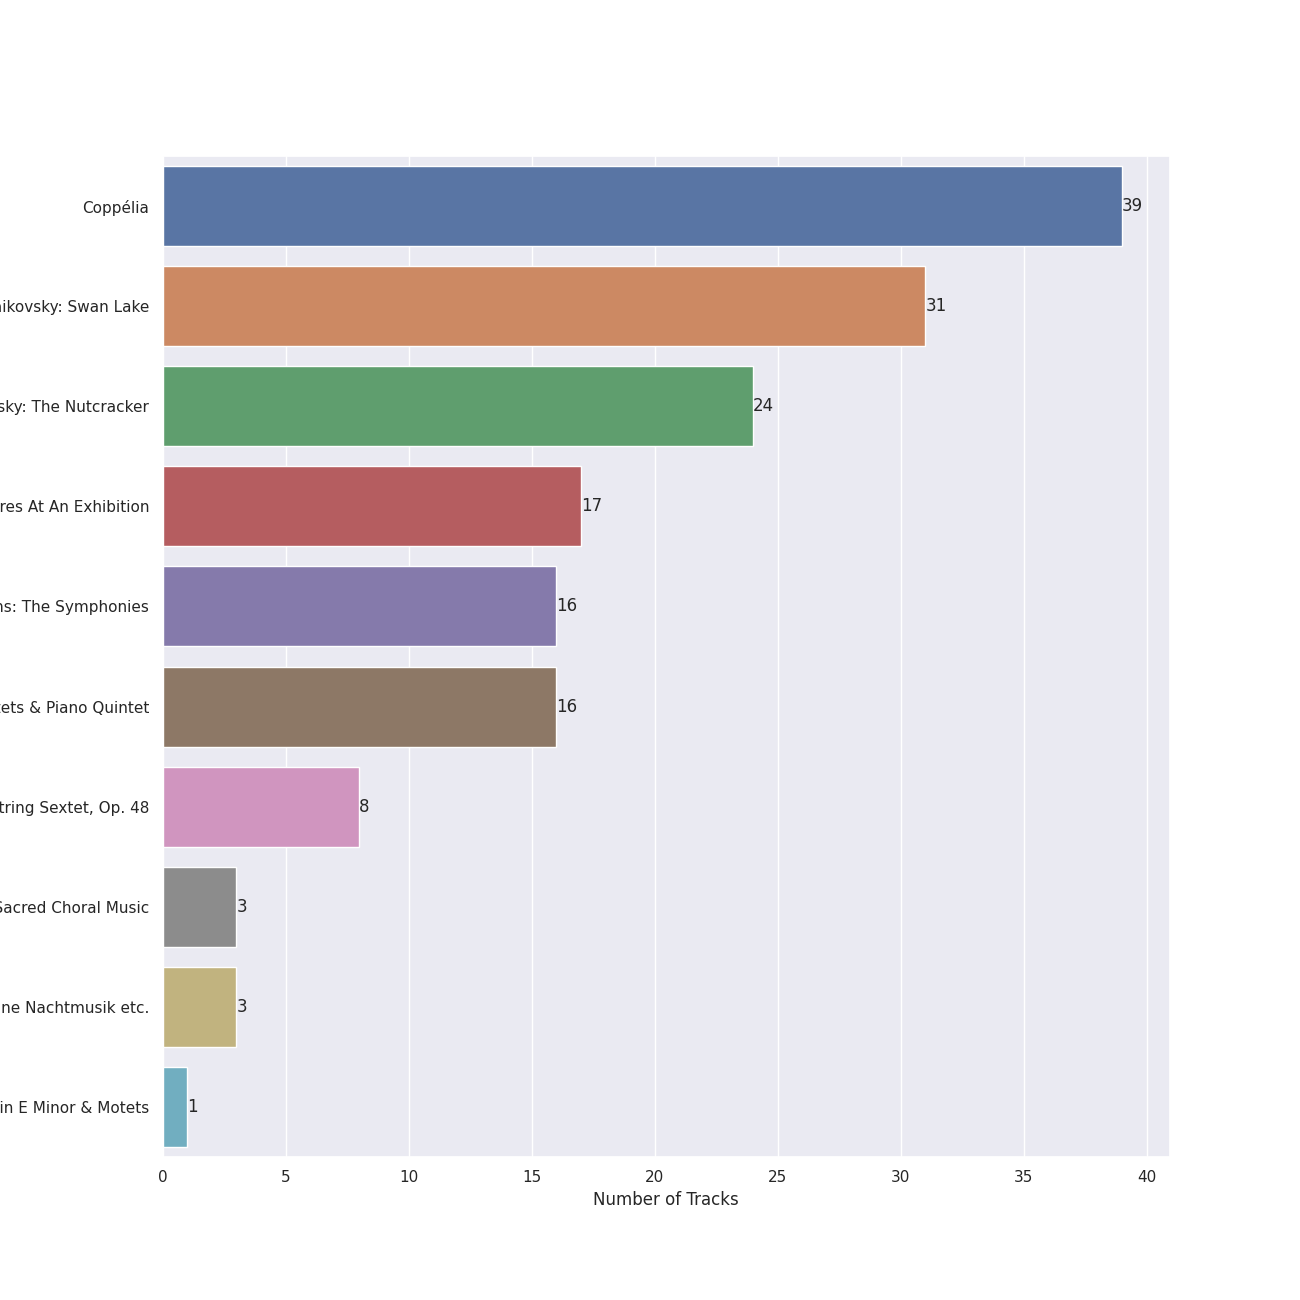 Coppélia
39
ikovsky: Swan Lake
31
sky: The Nutcracker
24
res At An Exhibition
17
ns: The Symphonies
16
ets & Piano Quintet
16
tring Sextet, Op. 48
8
Sacred Choral Music
3
ne Nachtmusik etc.
3
in E Minor & Motets
1
0 5 10 15 20 25 30 35 40
Number of Tracks